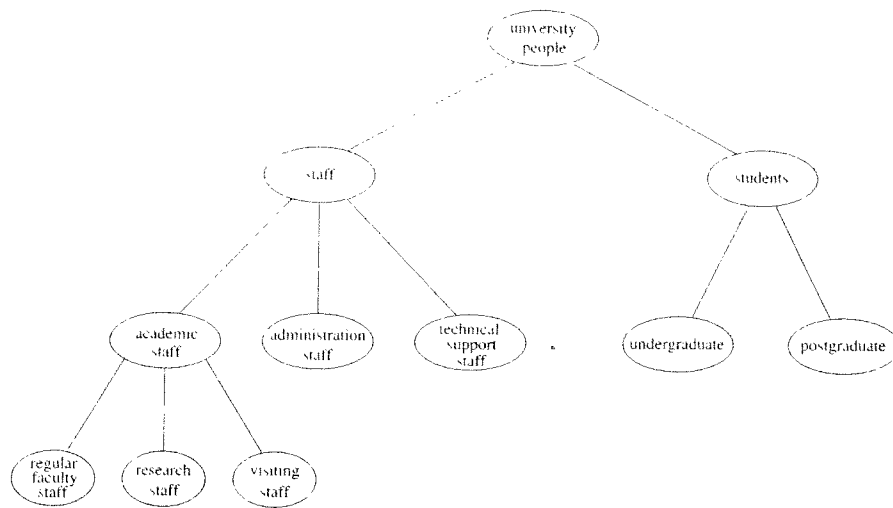 university
people
staff
students
academic
staff
administration
staff
technical
support
staff
undergraduate
postgraduate
regular
faculty
staff
research
staff
visiting
staff